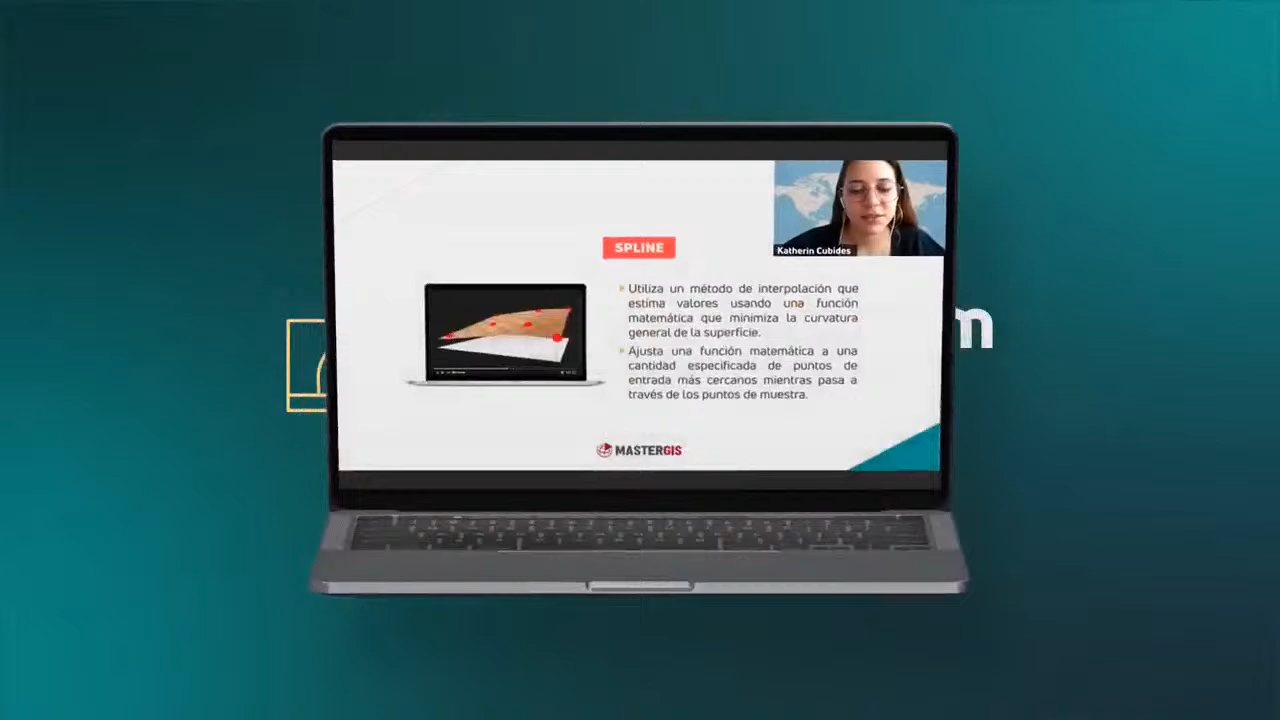 Katherin Cubides
SPLINE
Utiliza un método de interpolación que
estima valores usando una función
matemática que minimiza la curvatura
general de la superficie.
Ajusta una función matemática a una
cantidad especificada de puntos de
entrada más cercanos mientras pasa a
través de los puntos de muestra.
m
MASTERGIS